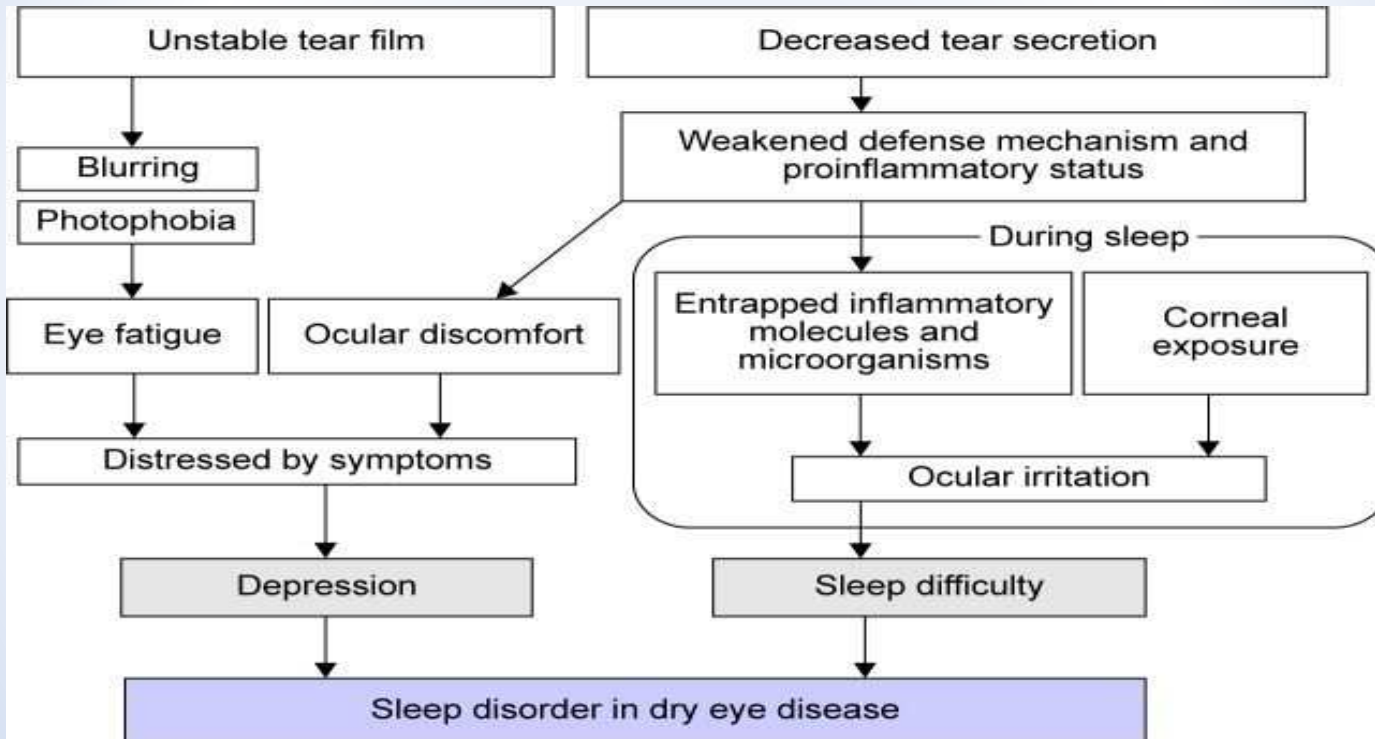 Unstable tear film
Decreased tear secretion
Weakened defense mechanism and
proinflammatory status
Blurring
Photophobia
During sleep
Entrapped inflammatory
molecules and
microorganisms
Corneal
exposure
Eye fatigue
Ocular discomfort
Distressed by symptoms
Ocular irritation
Depression
Sleep difficulty
Sleep disorder in dry eye disease